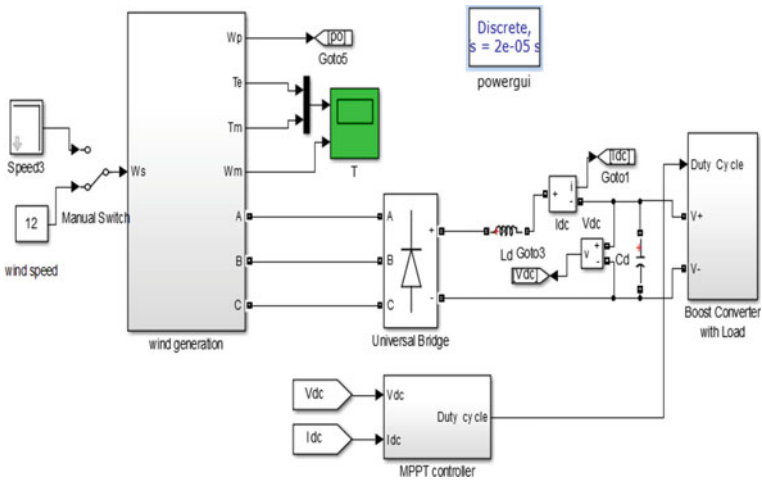 Discrete,
s = 2e-05 s
powergui
Wp
[po]
Goto5
Te
Tm
Wm
T
Speed3
Manual Switch
12
wind speed
Ws
A
B
C
wind generation
A
B
C
+
-
Universal Bridge
Ld
+
i
-
Idc
[Idc]
Goto1
Vdc
Goto3
[Vdc]
v
+
-
Cd
+
Duty Cycle
V+
V-
Boost Converter
with Load
Vdc
Idc
Vdc
Idc
Duty cycle
MPPT controller